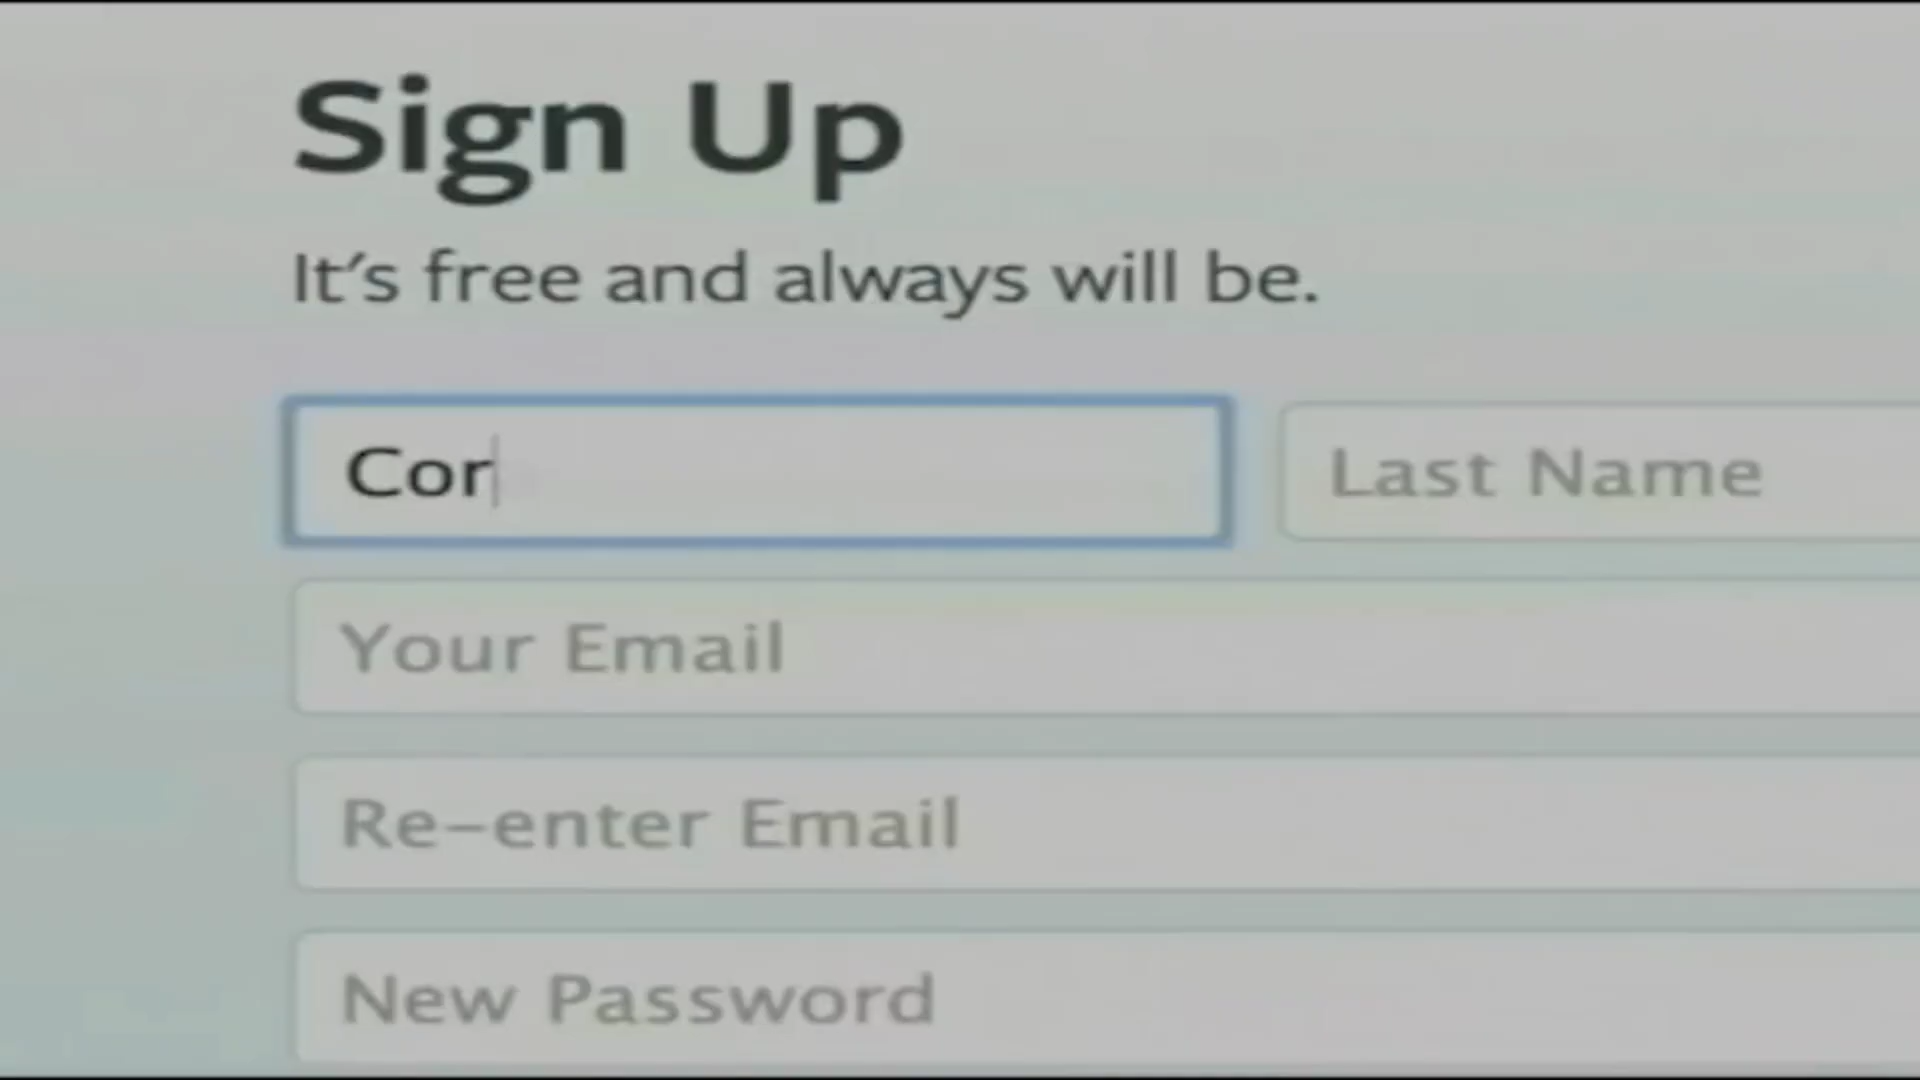 Sign Up
It's free and always will be.
Cor
Last Name
Your Email
Re-enter Email
New Password